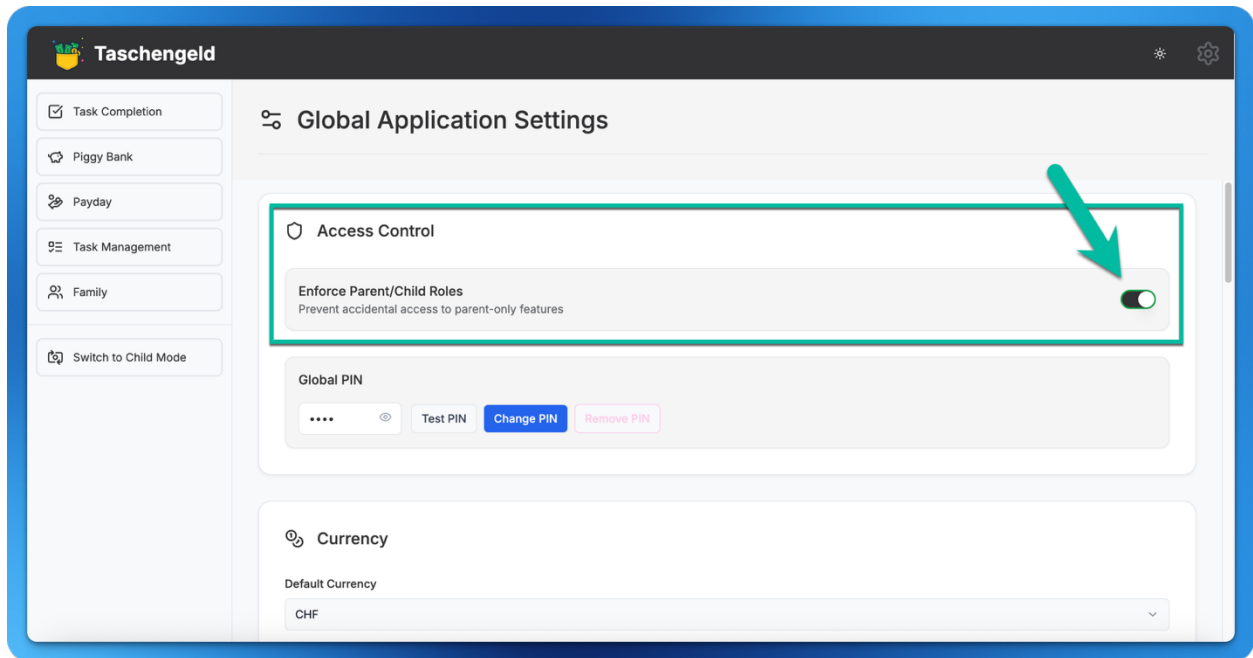 Taschengeld
Task Completion
Piggy Bank
Payday
Task Management
Family
Switch to Child Mode
Global Application Settings
Access Control
Enforce Parent/Child Roles
Prevent accidental access to parent-only features
Global PIN
•••• Test PIN Change PIN Remove PIN
Currency
Default Currency
CHF